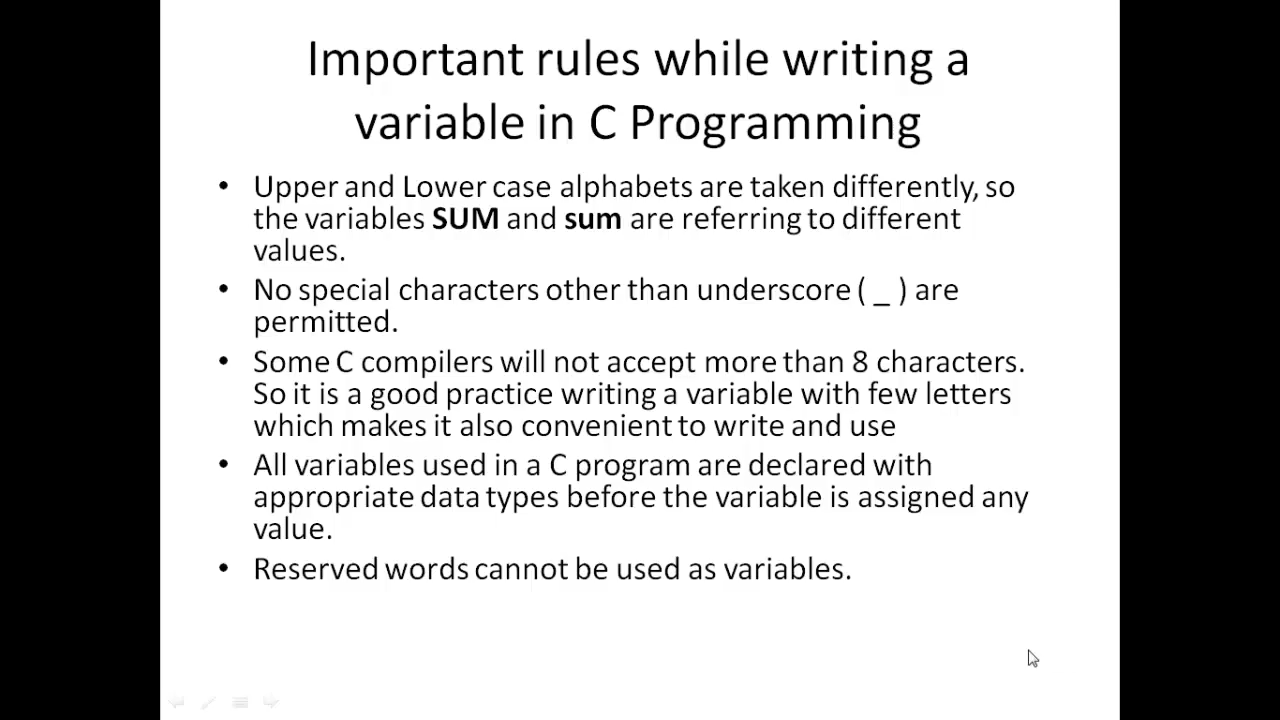 Important rules while writing a
variable in C Programming
• Upper and Lower case alphabets are taken differently, so
the variables SUM and sum are referring to different
values.
• No special characters other than underscore ( _ ) are
permitted.
• Some C compilers will not accept more than 8 characters.
So it is a good practice writing a variable with few letters
which makes it also convenient to write and use
• All variables used in a C program are declared with
appropriate data types before the variable is assigned any
value.
• Reserved words cannot be used as variables.